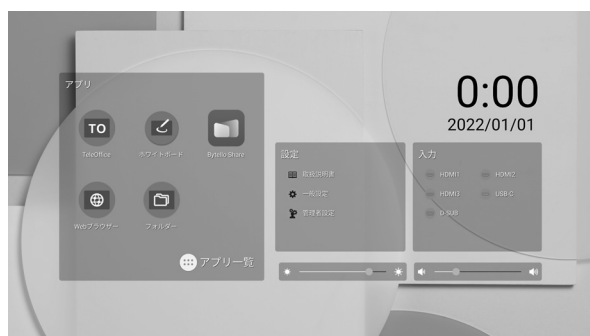 アプリ
TO
TeleOffice
ホワイトボード
Bytello Share
Webブラウザー
フォルダー
アプリ一覧
0:00
2022/01/01
設定
取扱説明書
一般設定
管理者設定
入力
HDMI1
HDMI2
HDMI3
USB-C
D-SUB